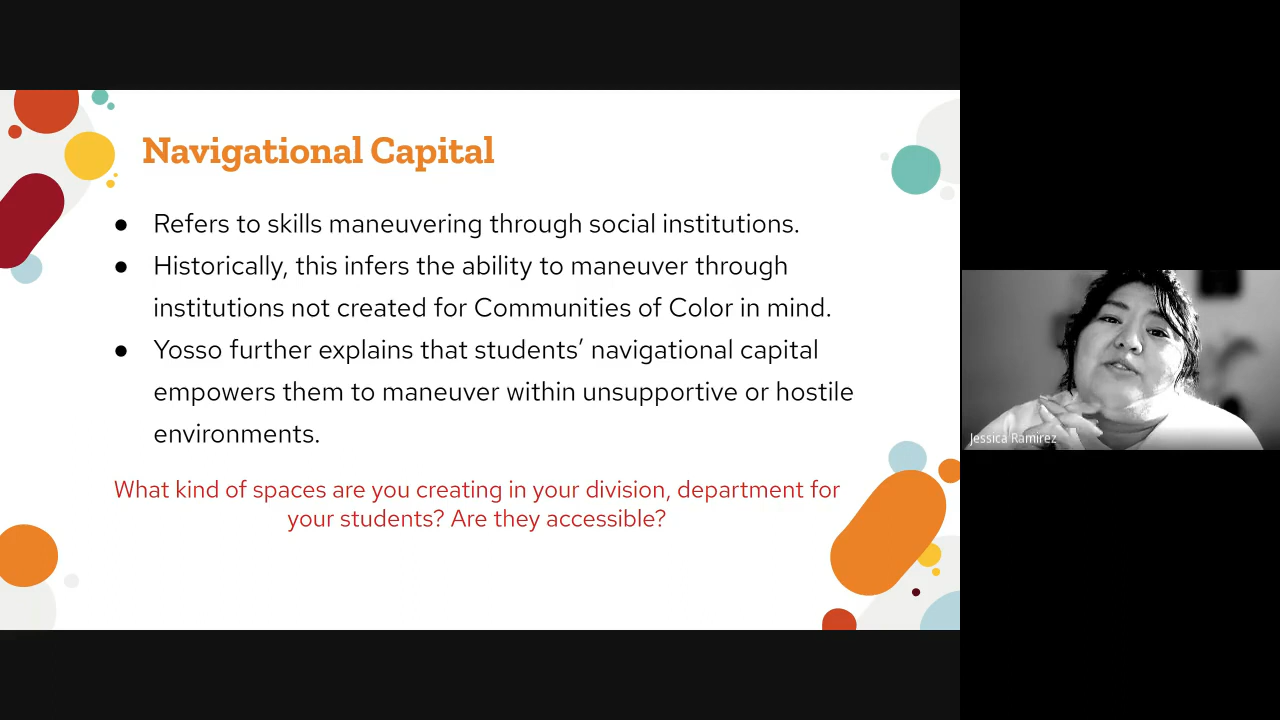 Navigational Capital
● Refers to skills maneuvering through social institutions.
● Historically, this infers the ability to maneuver through
institutions not created for Communities of Color in mind.
● Yosso further explains that students’ navigational capital
empowers them to maneuver within unsupportive or hostile
environments.
What kind of spaces are you creating in your division, department for
your students? Are they accessible?
Jessica Ramirez